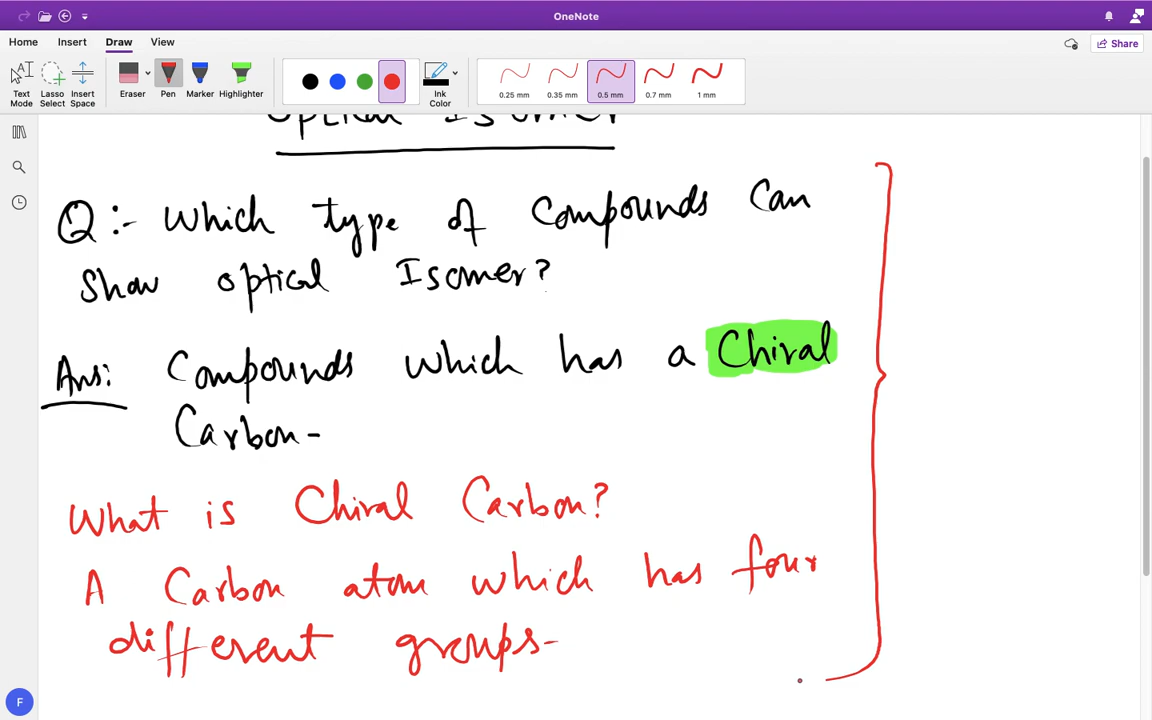 OneNote
Home Insert Draw View
Share
Text Mode
Lasso Select
Insert Space
Eraser
Pen
Marker
Highlighter
Ink Color
0.25 mm
0.35 mm
0.5 mm
0.7 mm
1 mm
Optical Isomer
Q:- Which type of Compounds Can
Show optical Isomer?
Ans: Compounds which has a Chiral
Carbon-
What is Chiral Carbon?
A Carbon atom which has four
different groups-
F